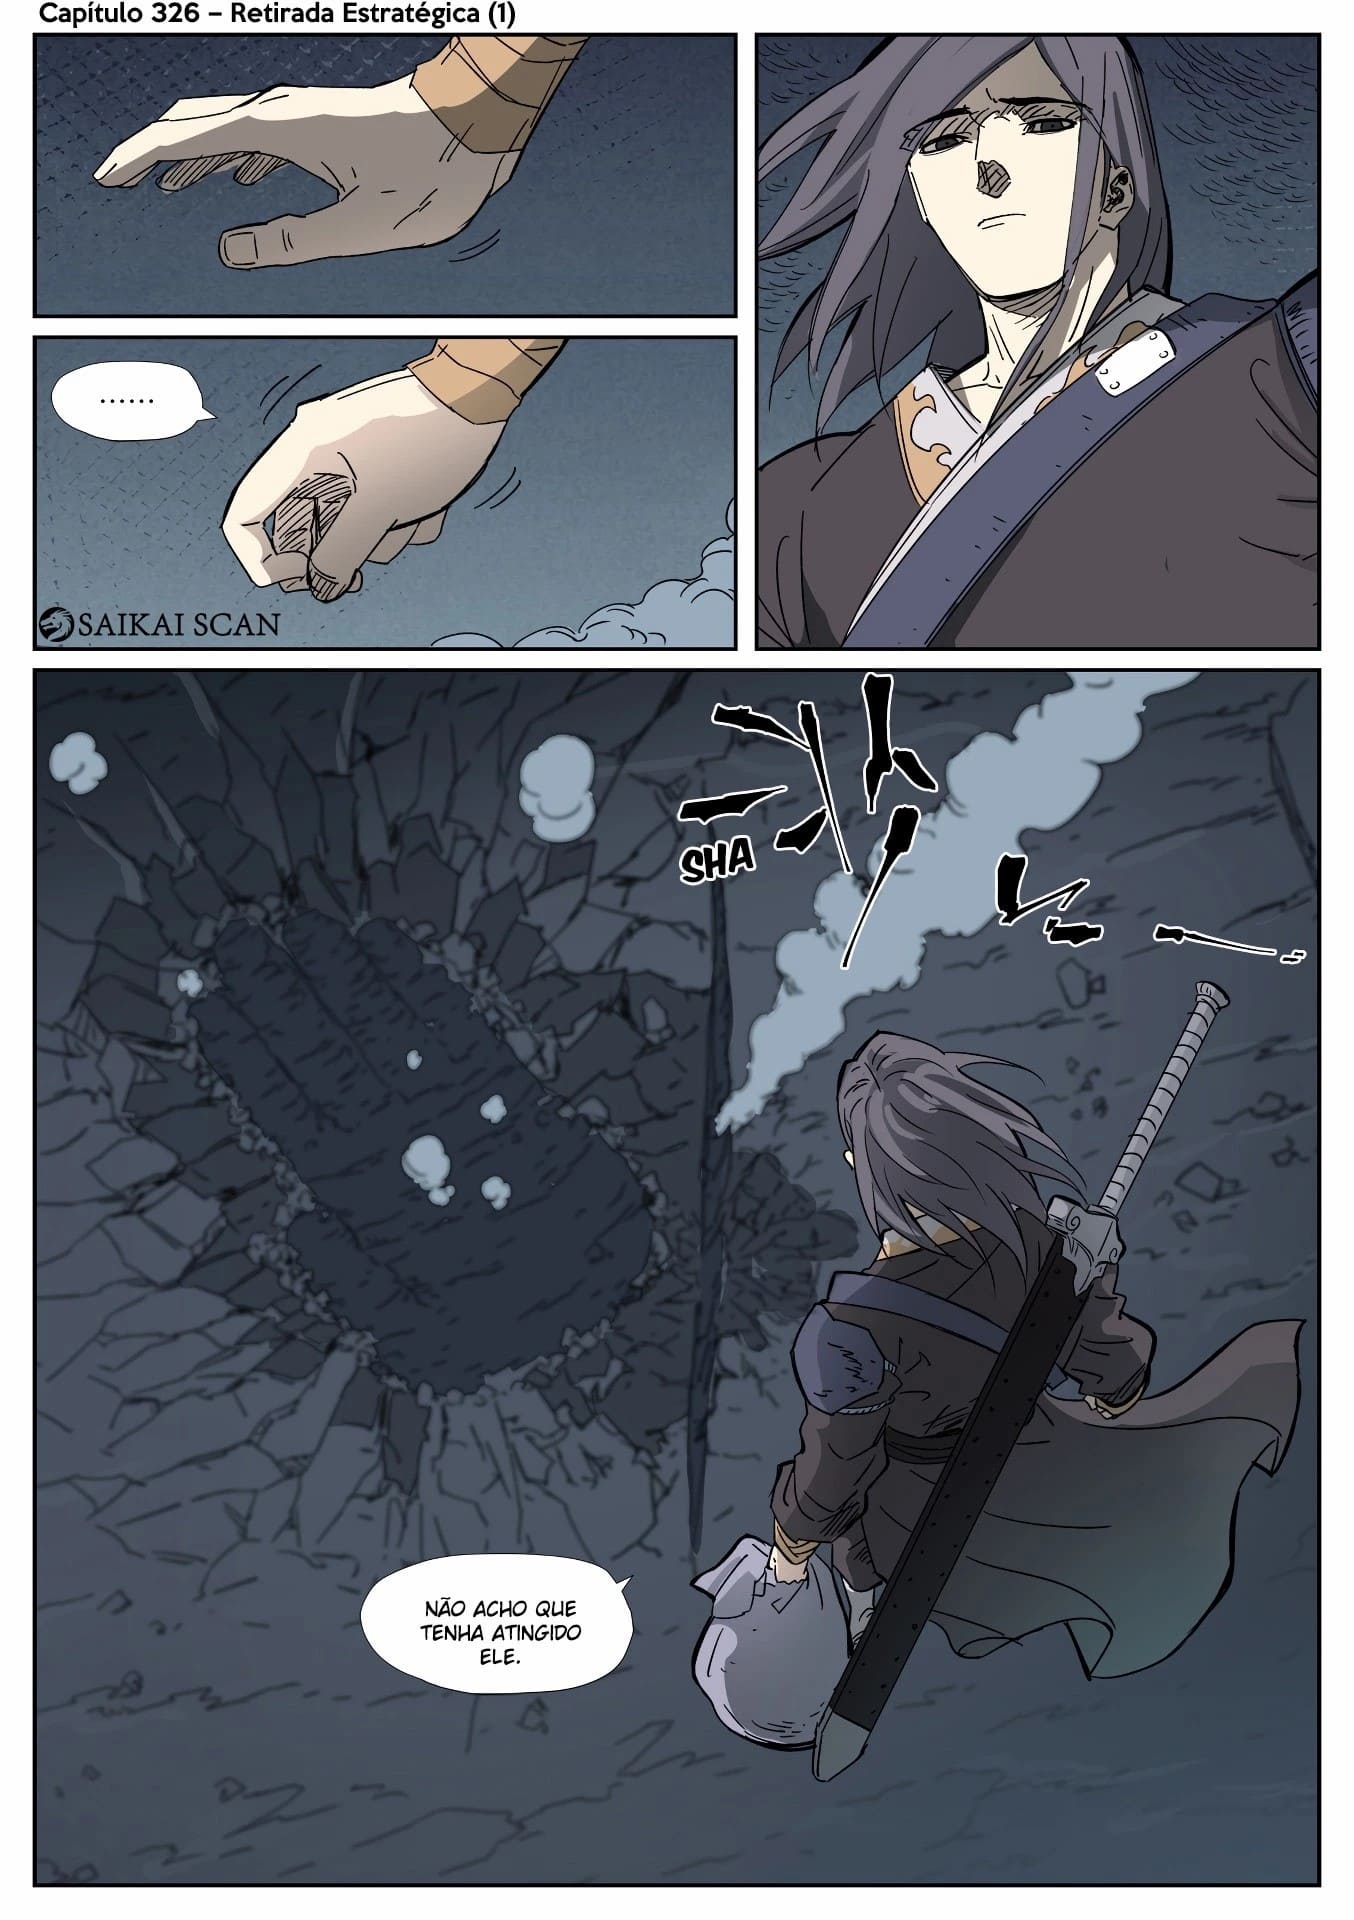 Capítulo 326 – Retirada Estratégica (1)
......
SAIKAI SCAN
SHA
NÃO ACHO QUE
TENHA ATINGIDO
ELE.